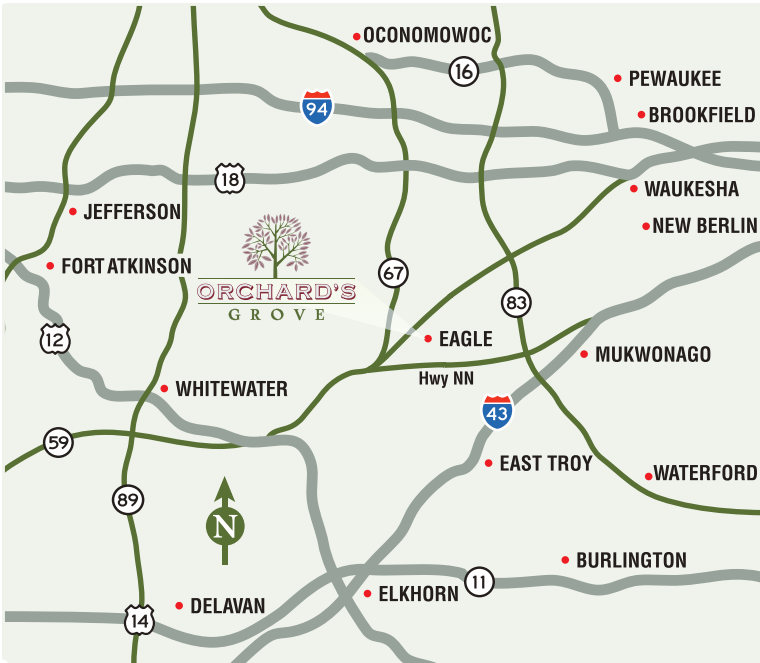 OCONOMOWOC
16
PEWAUKEE
94
BROOKFIELD
18
WAUKESHA
JEFFERSON
NEW BERLIN
FORT ATKINSON
67
ORCHARD'S
GROVE
83
12
EAGLE
MUKWONAGO
Hwy NN
WHITEWATER
43
59
EAST TROY
WATERFORD
89
N
BURLINGTON
11
ELKHORN
DELAVAN
14